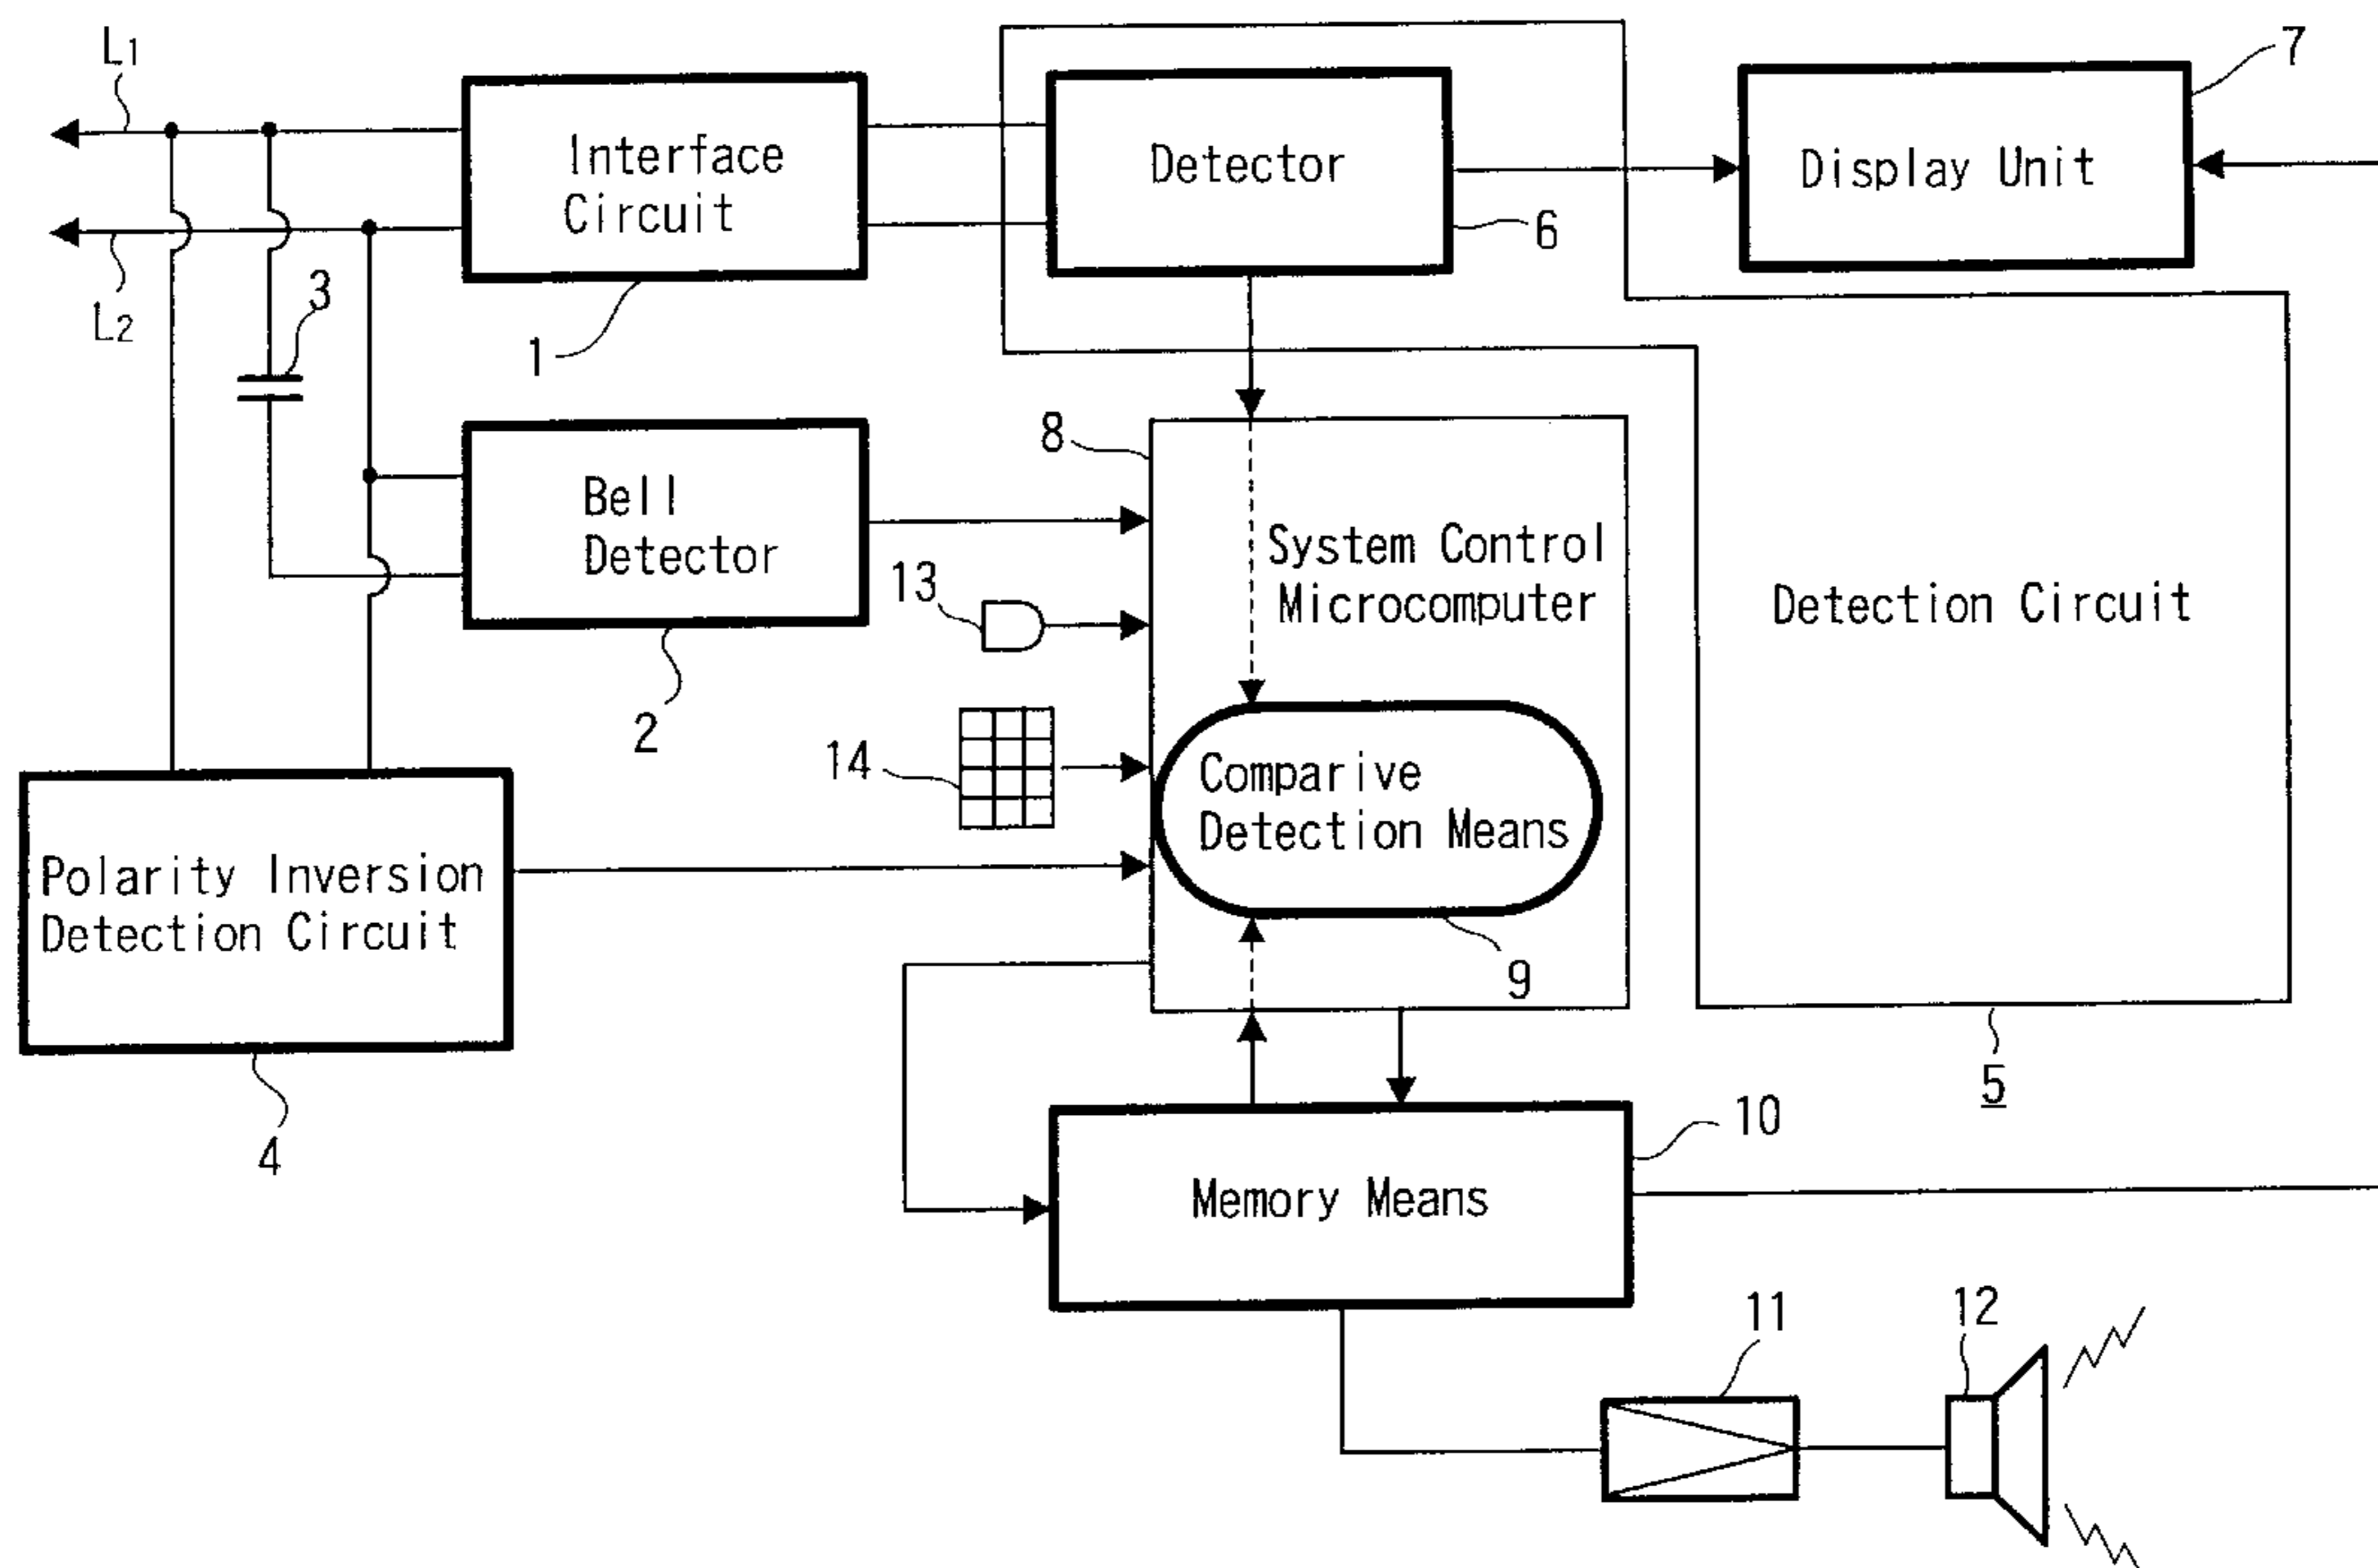 L1
L2
Interface
Circuit
1
Detector
6
Display Unit
7
3
Bell
Detector
2
8
System Control
Microcomputer
13
14
Comparive
Detection Means
9
Detection Circuit
5
Polarity Inversion
Detection Circuit
4
Memory Means
10
11
12